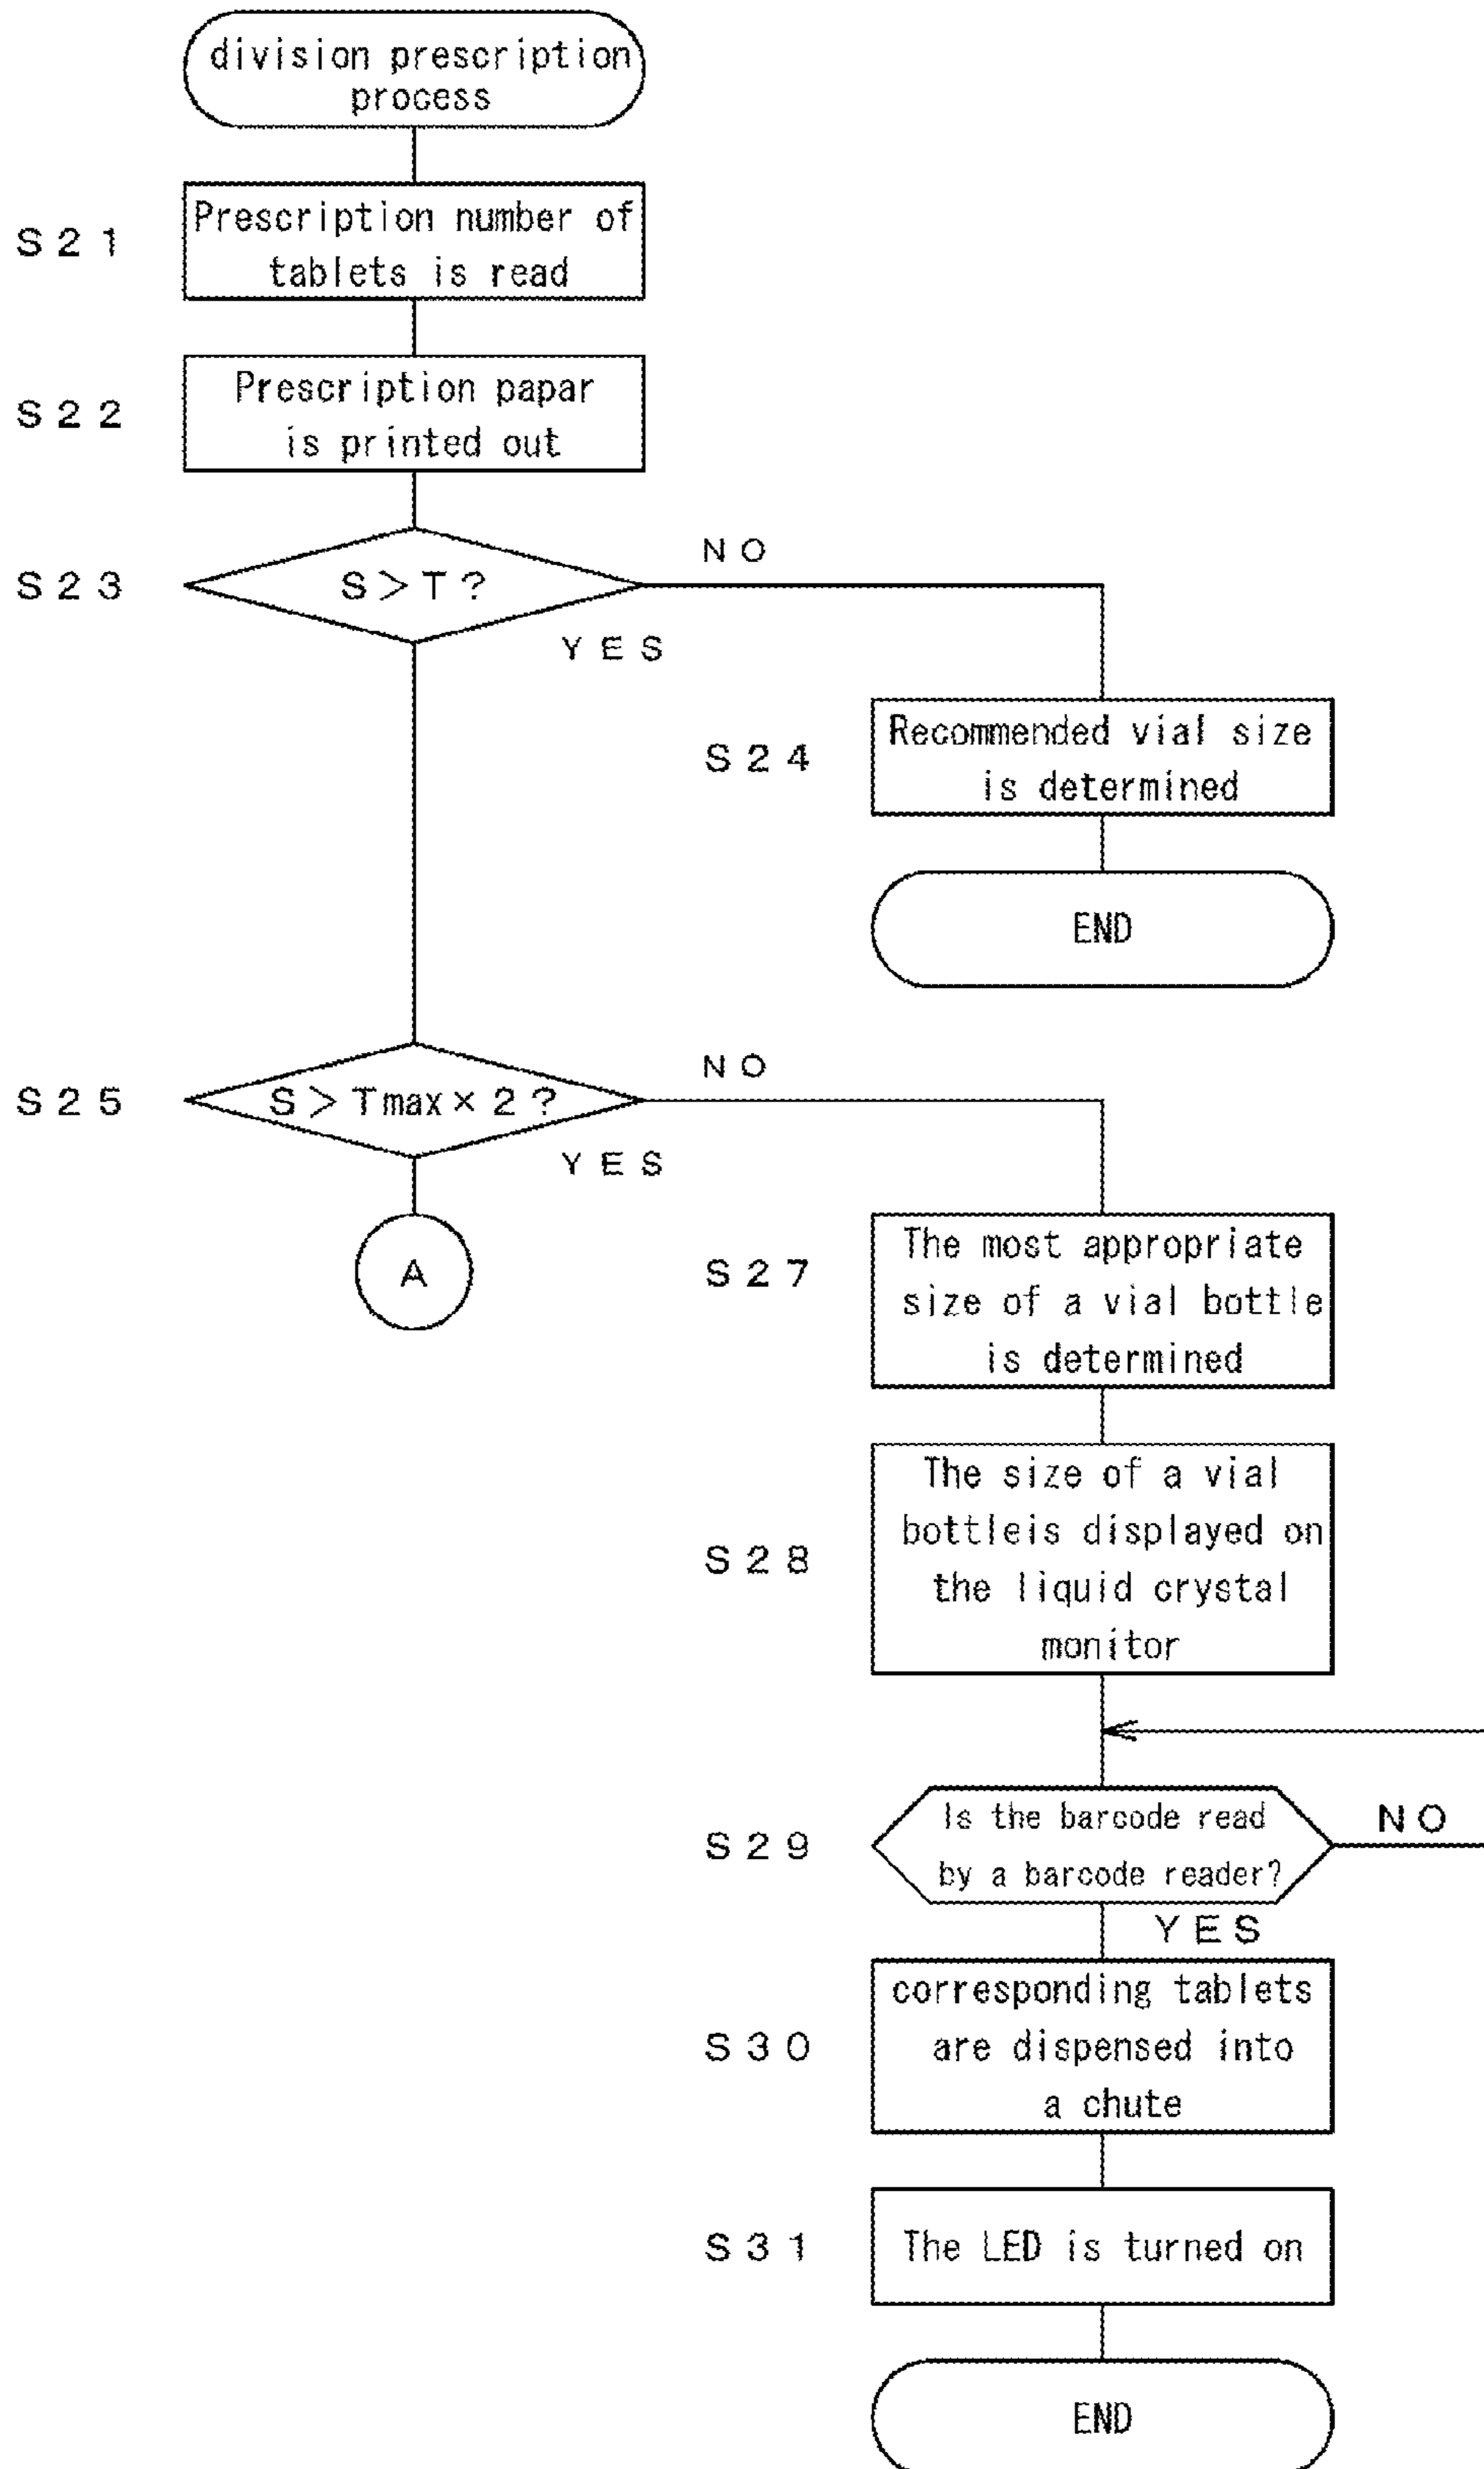 division prescription
process
S21
Prescription number of
tablets is read
S22
Prescription papar
is printed out
S23
S>T?
NO
YES
S24
Recommended vial size
is determined
END
S25
S>Tmax×2?
NO
YES
A
S27
The most appropriate
size of a vial bottle
is determined
S28
The size of a vial
bottleis displayed on
the liquid crystal
monitor
S29
Is the barcode read
by a barcode reader?
NO
YES
S30
corresponding tablets
are dispensed into
a chute
S31
The LED is turned on
END